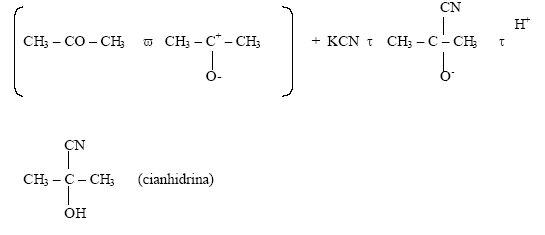 CN
H⁺
CH₃ – CO – CH₃ ϖ CH₃ – C⁺ – CH₃ + KCN τ CH₃ – C – CH₃ τ
O- O⁻
CN
CH₃ – C – CH₃ (cianhidrina)
OH